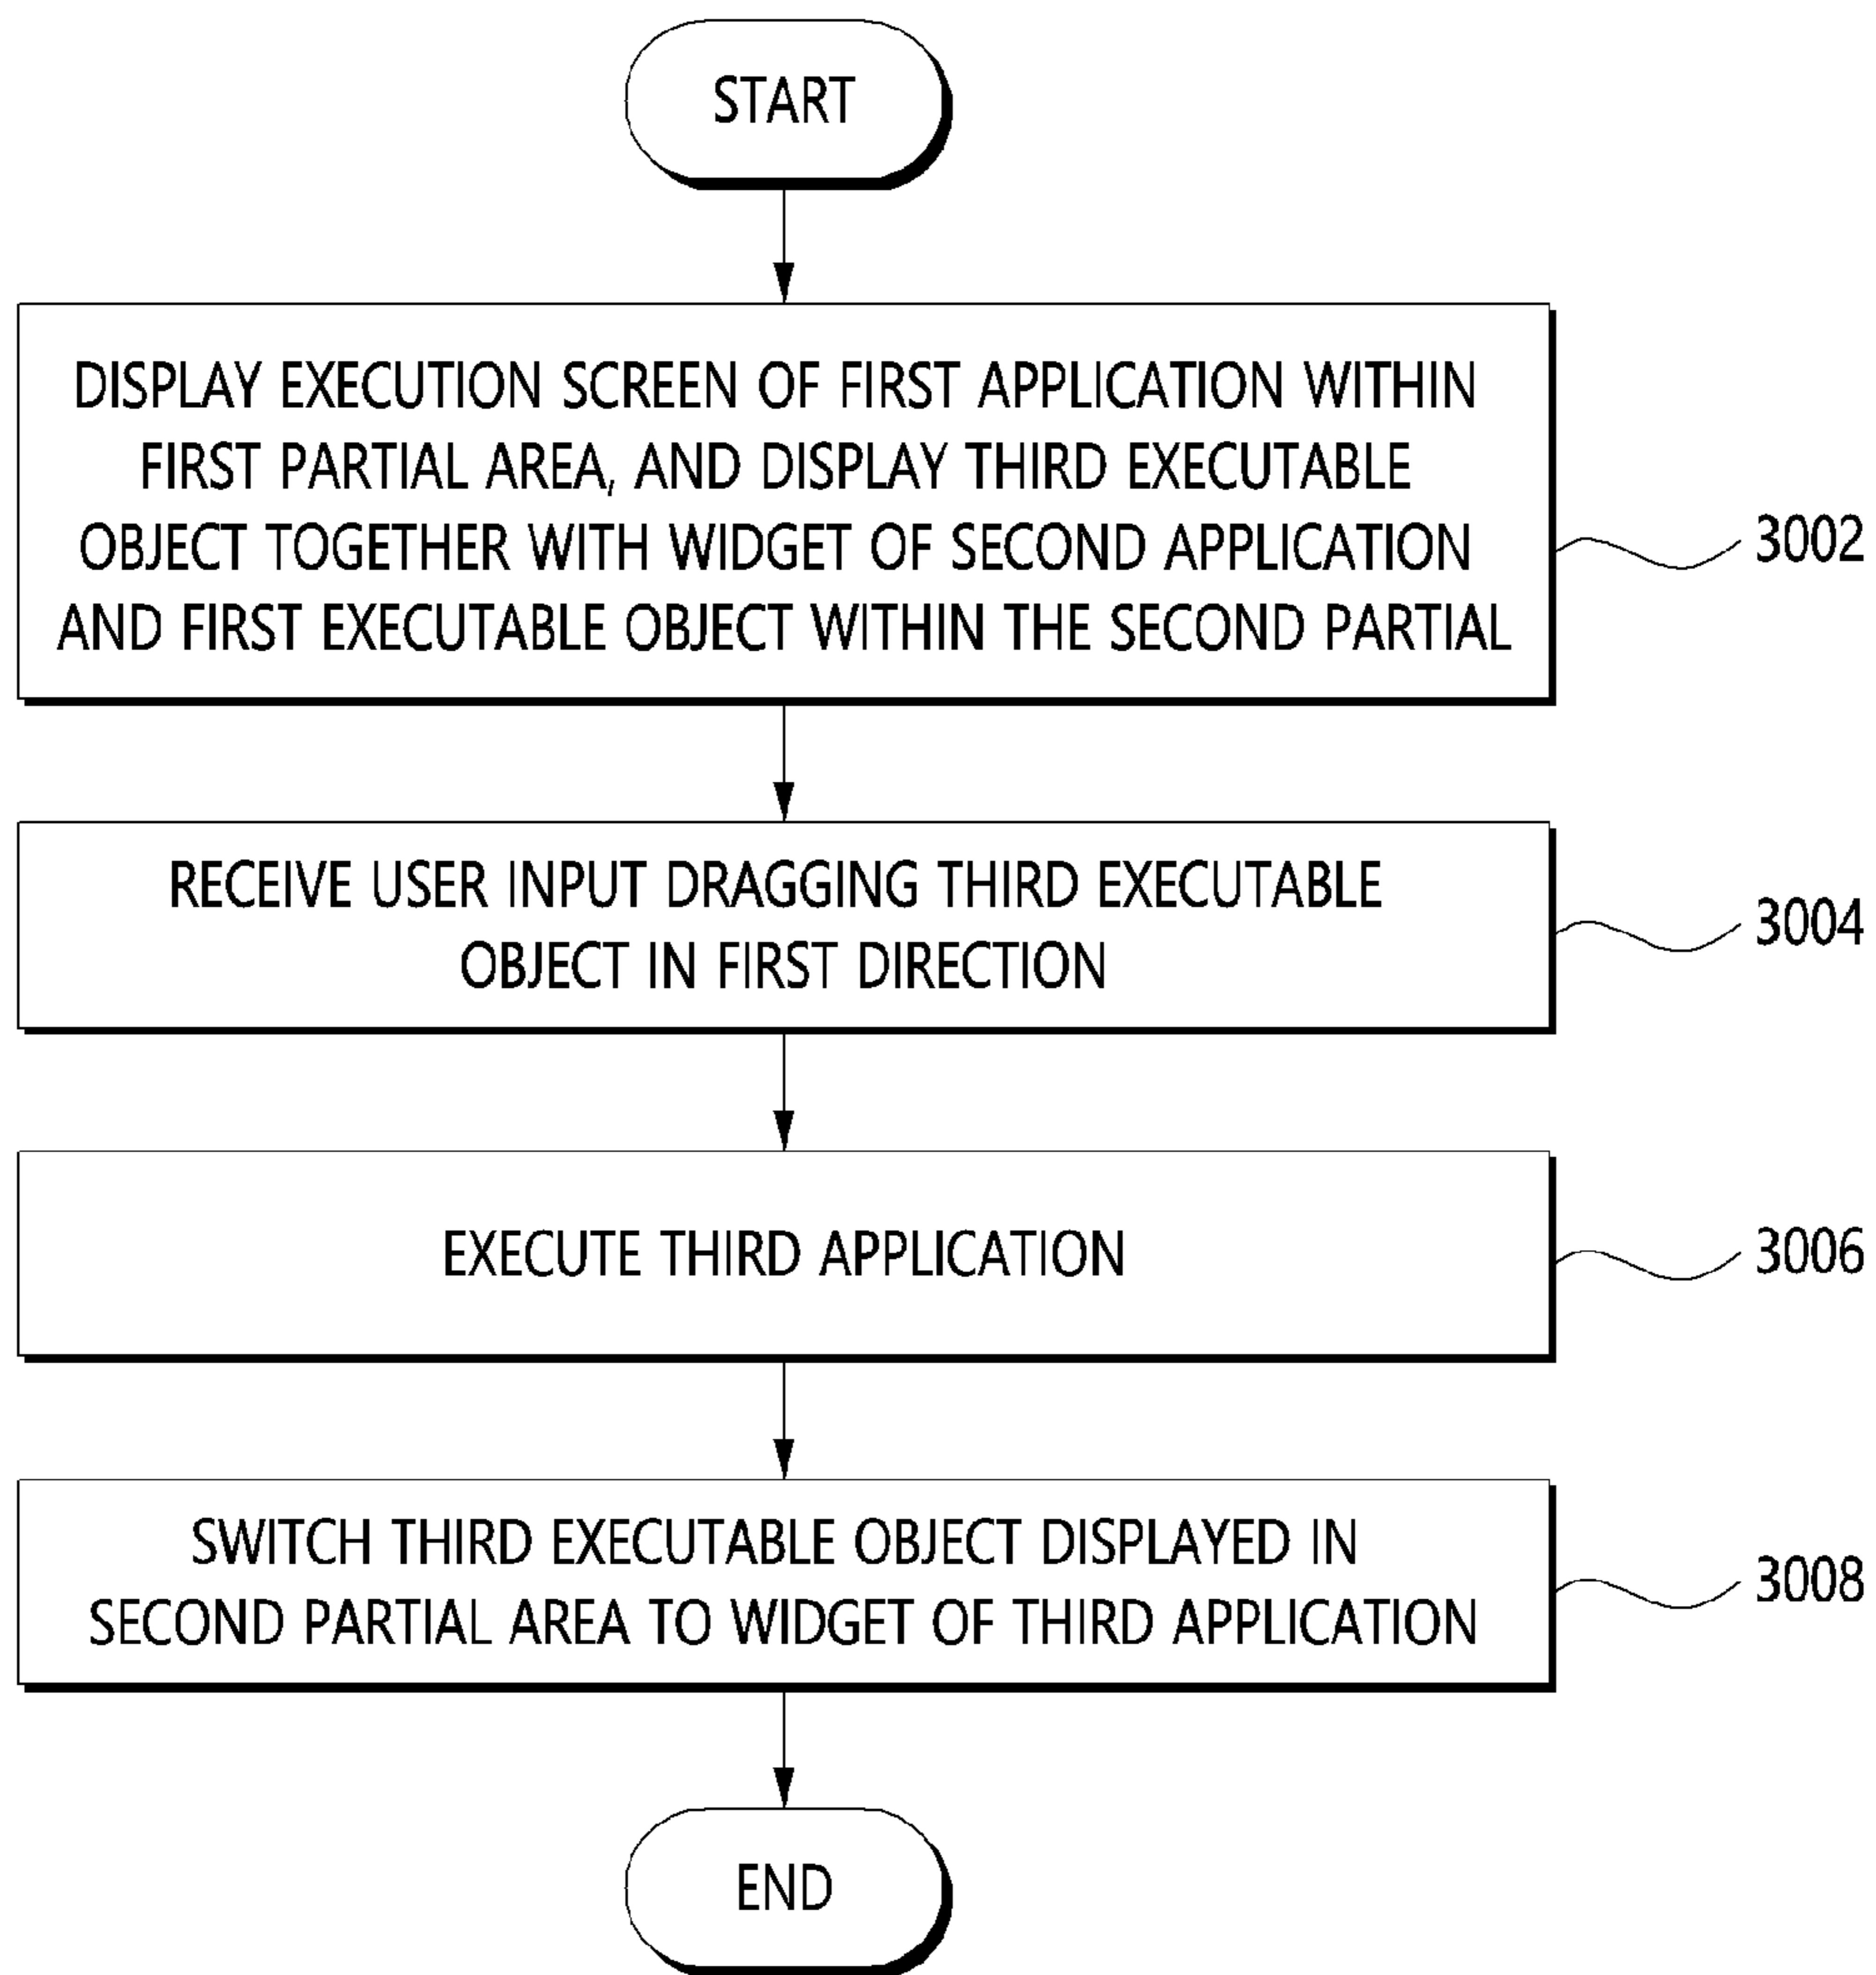 START
DISPLAY EXECUTION SCREEN OF FIRST APPLICATION WITHIN
FIRST PARTIAL AREA, AND DISPLAY THIRD EXECUTABLE
OBJECT TOGETHER WITH WIDGET OF SECOND APPLICATION
AND FIRST EXECUTABLE OBJECT WITHIN THE SECOND PARTIAL
3002
RECEIVE USER INPUT DRAGGING THIRD EXECUTABLE
OBJECT IN FIRST DIRECTION
3004
EXECUTE THIRD APPLICATION
3006
SWITCH THIRD EXECUTABLE OBJECT DISPLAYED IN
SECOND PARTIAL AREA TO WIDGET OF THIRD APPLICATION
3008
END